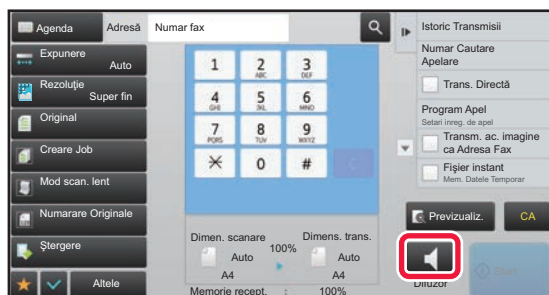 Agenda
Adresă
Numar fax
Expunere
Auto
Rezoluţie
Super fin
Original
Creare Job
Mod scan. lent
Numarare Originale
Ştergere
Altele
1
2
ABC
3
DEF
4
GHI
5
JKL
6
MNO
7
PQRS
8
TUV
9
WXYZ
0
#
C
Dimen. scanare
Dimens. trans.
100%
Auto
Auto
A4
A4
Memorie recept. : 100%
Istoric Transmisii
Numar Cautare
Apelare
Trans. Directă
Program Apel
Setari inreg. de apel
Transm. ac. imagine
ca Adresa Fax
Fişier instant
Mem. Datele Temporar
Previzualiz.
CA
Difuzor
Start